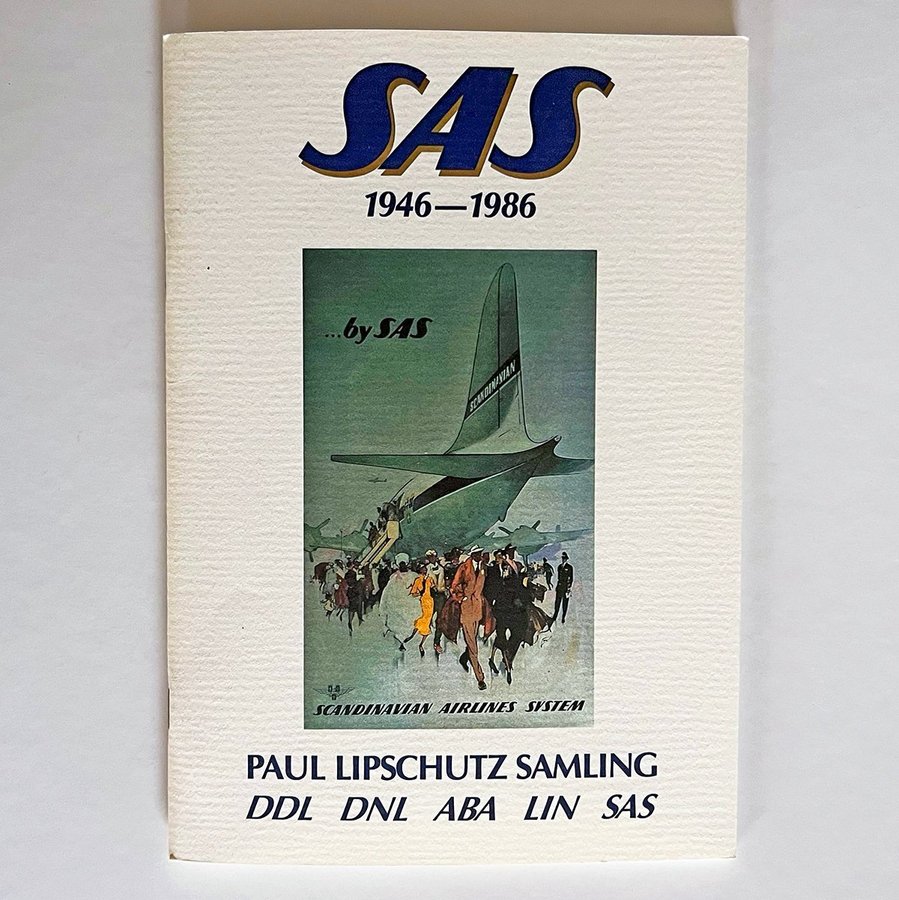 SAS
1946—1986
...by SAS
SCANDINAVIAN
SCANDINAVIAN AIRLINES SYSTEM
PAUL LIPSCHUTZ SAMLING
DDL DNL ABA LIN SAS